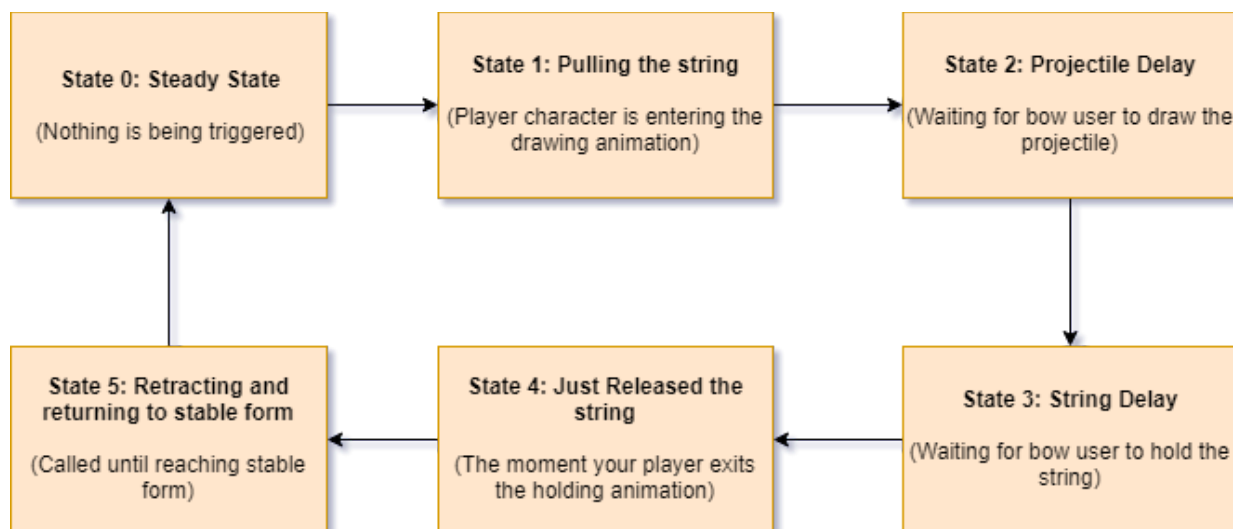 State 0: Steady State
(Nothing is being triggered)
State 1: Pulling the string
(Player character is entering the
drawing animation)
State 2: Projectile Delay
(Waiting for bow user to draw the
projectile)
State 5: Retracting and
returning to stable form
(Called until reaching stable
form)
State 4: Just Released the
string
(The moment your player exits
the holding animation)
State 3: String Delay
(Waiting for bow user to hold the
string)